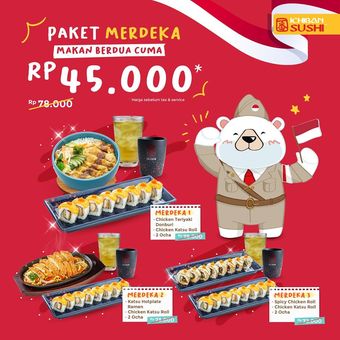 ICHIBAN
SUSHI
PAKET MERDEKA
MAKAN BERDUA CUMA
RP 45.000*
Rp 78.000
Harga sebelum tax & service
MERDEKA 1
- Chicken Teriyaki
Donburi
- Chicken Katsu Roll
- 2 Ocha
MERDEKA 2
- Katsu Hotplate
Ramen
- Chicken Katsu Roll
- 2 Ocha
MERDEKA 3
- Spicy Chicken Roll
- Chicken Katsu Roll
- 2 Ocha